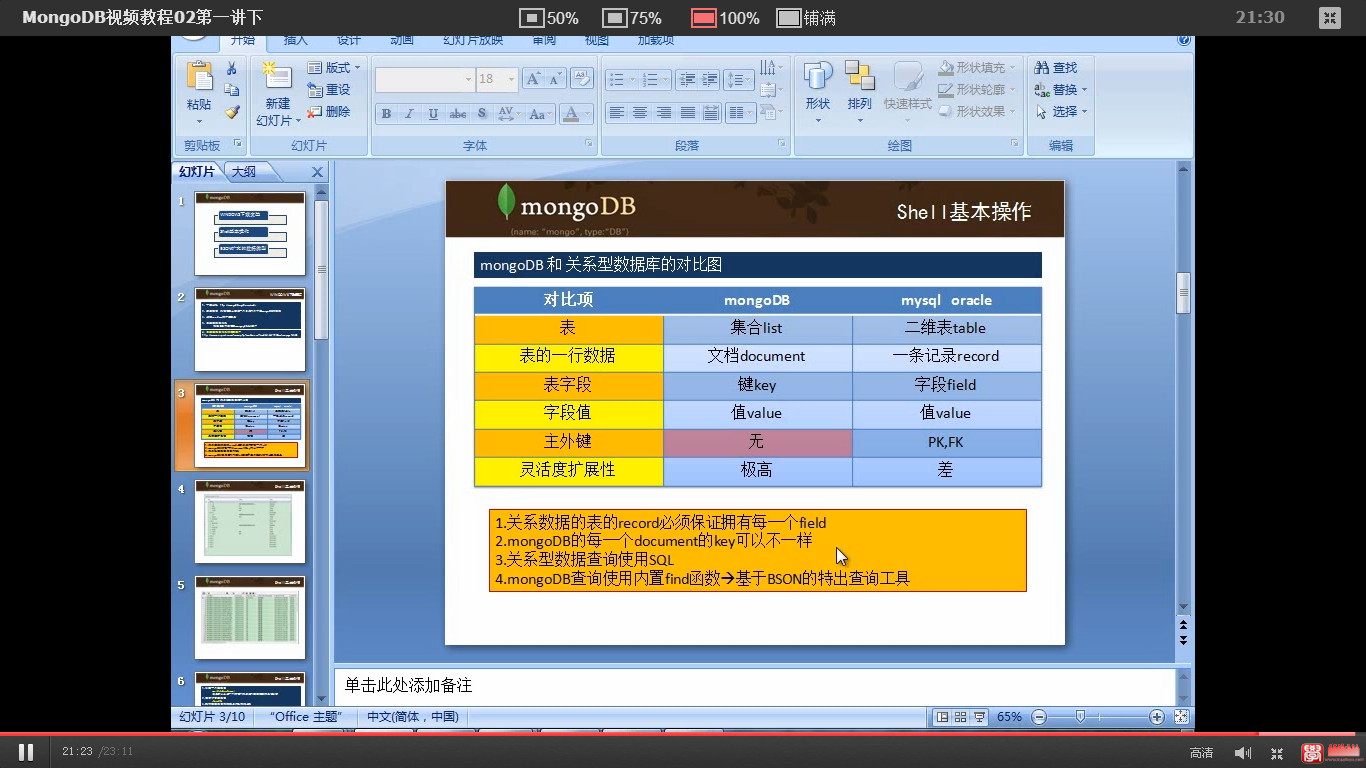 MongoDB视频教程02第一讲下
50%
75%
100%
铺满
21:30
开始 插入 设计 动画 幻灯片放映 审阅 视图 加载项
粘贴
剪贴板
新建
幻灯片
版式
重设
删除
幻灯片
18
B I U abc S AV Aa A
字体
段落
形状
排列
快速样式
形状填充
形状轮廓
形状效果
绘图
查找
替换
选择
编辑
幻灯片 大纲
1
2
3
4
5
6
mongoDB
{name: "mongo", type:"DB"}
Shell基本操作
mongoDB 和 关系型数据库的对比图
对比项 mongoDB mysql oracle
表 集合list 二维表table
表的一行数据 文档document 一条记录record
表字段 键key 字段field
字段值 值value 值value
主外键 无 PK,FK
灵活度扩展性 极高 差
1.关系数据的表的record必须保证拥有每一个field
2.mongoDB的每一个document的key可以不一样
3.关系型数据查询使用SQL
4.mongoDB查询使用内置find函数→基于BSON的特出查询工具
单击此处添加备注
幻灯片 3/10 “Office 主题” 中文(简体，中国) 65%
21:23 /23:11
高清